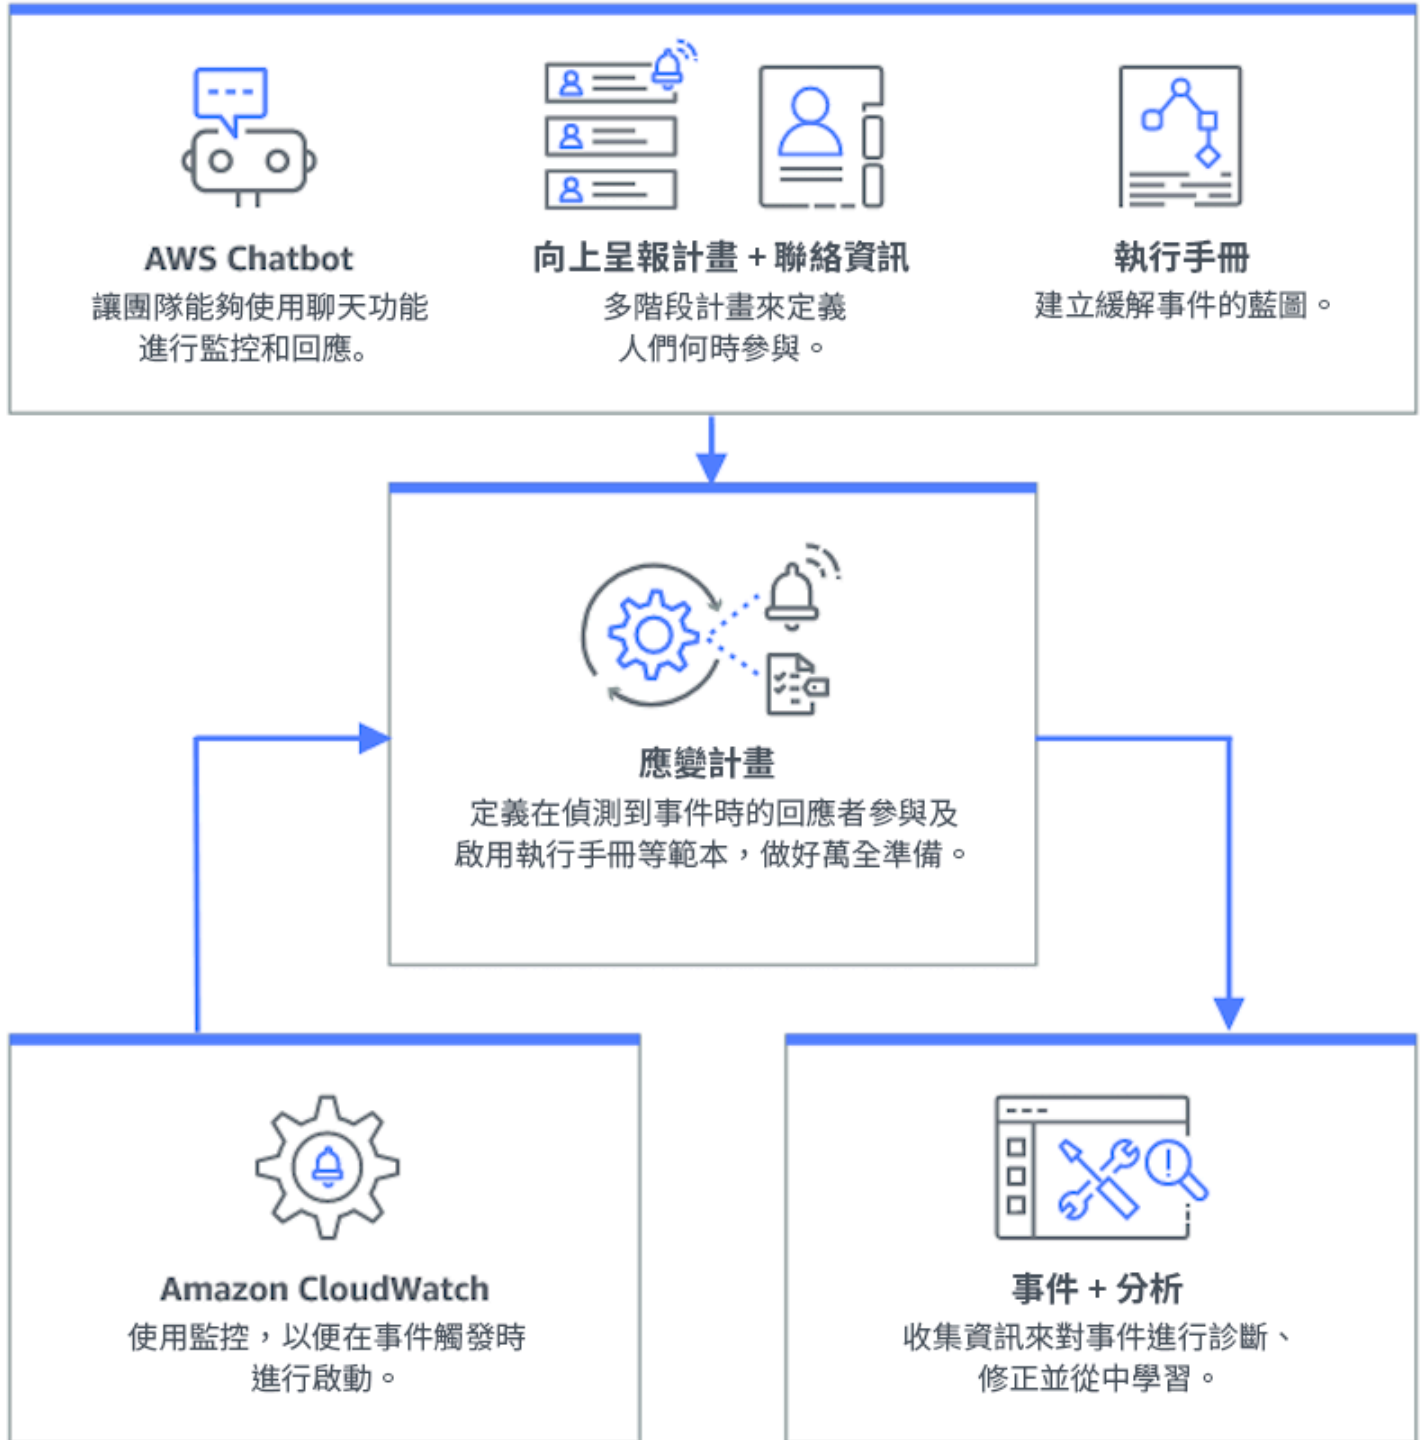 AWS Chatbot
讓團隊能夠使用聊天功能
進行監控和回應。
向上呈報計畫 + 聯絡資訊
多階段計畫來定義
人們何時參與。
執行手冊
建立緩解事件的藍圖。
應變計畫
定義在偵測到事件時的回應者參與及
啟用執行手冊等範本，做好萬全準備。
Amazon CloudWatch
使用監控，以便在事件觸發時
進行啟動。
事件 + 分析
收集資訊來對事件進行診斷、
修正並從中學習。